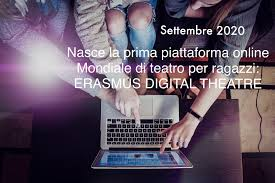 Settembre 2020
Nasce la prima piattaforma online
Mondiale di teatro per ragazzi:
ERASMUS DIGITAL THEATRE